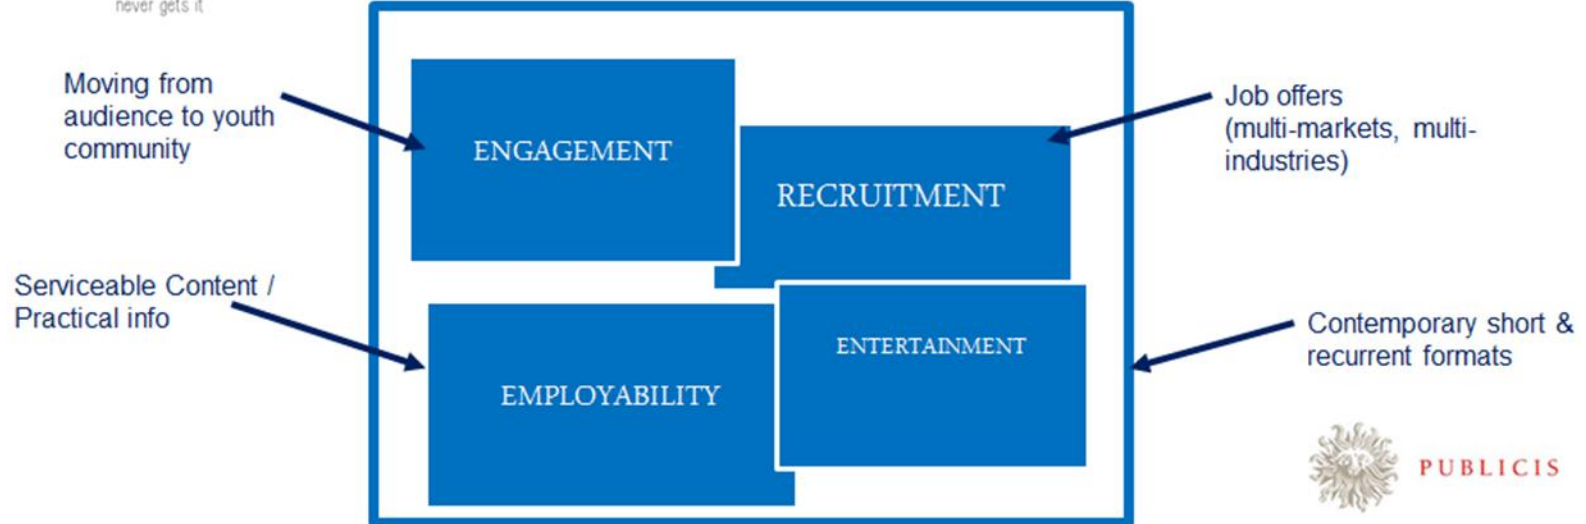 never gets it
Moving from
audience to youth
community
ENGAGEMENT
Job offers
(multi-markets, multi-
industries)
RECRUITMENT
Serviceable Content /
Practical info
EMPLOYABILITY
ENTERTAINMENT
Contemporary short &
recurrent formats
PUBLICIS